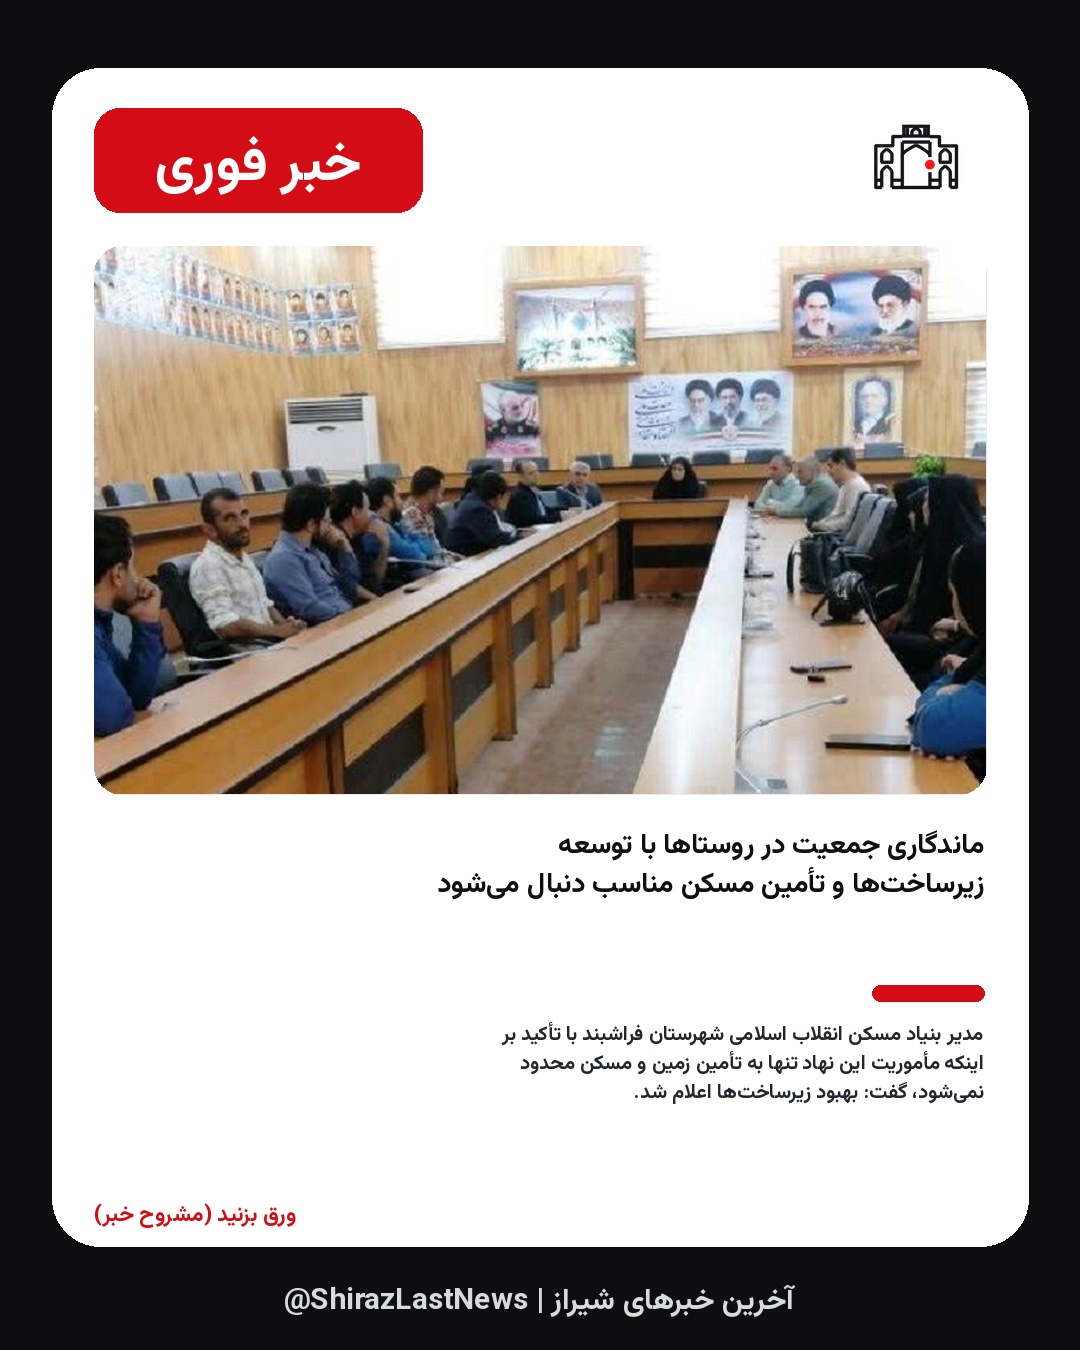 خبر فوری
ماندگاری جمعیت در روستاها با توسعه
زیرساخت‌ها و تأمین مسکن مناسب دنبال می‌شود
مدیر بنیاد مسکن انقلاب اسلامی شهرستان فراشبند با تأکید بر
اینکه مأموریت این نهاد تنها به تأمین زمین و مسکن محدود
نمی‌شود، گفت: بهبود زیرساخت‌ها اعلام شد.
ورق بزنید (مشروح خبر)
آخرین خبرهای شیراز | @ShirazLastNews